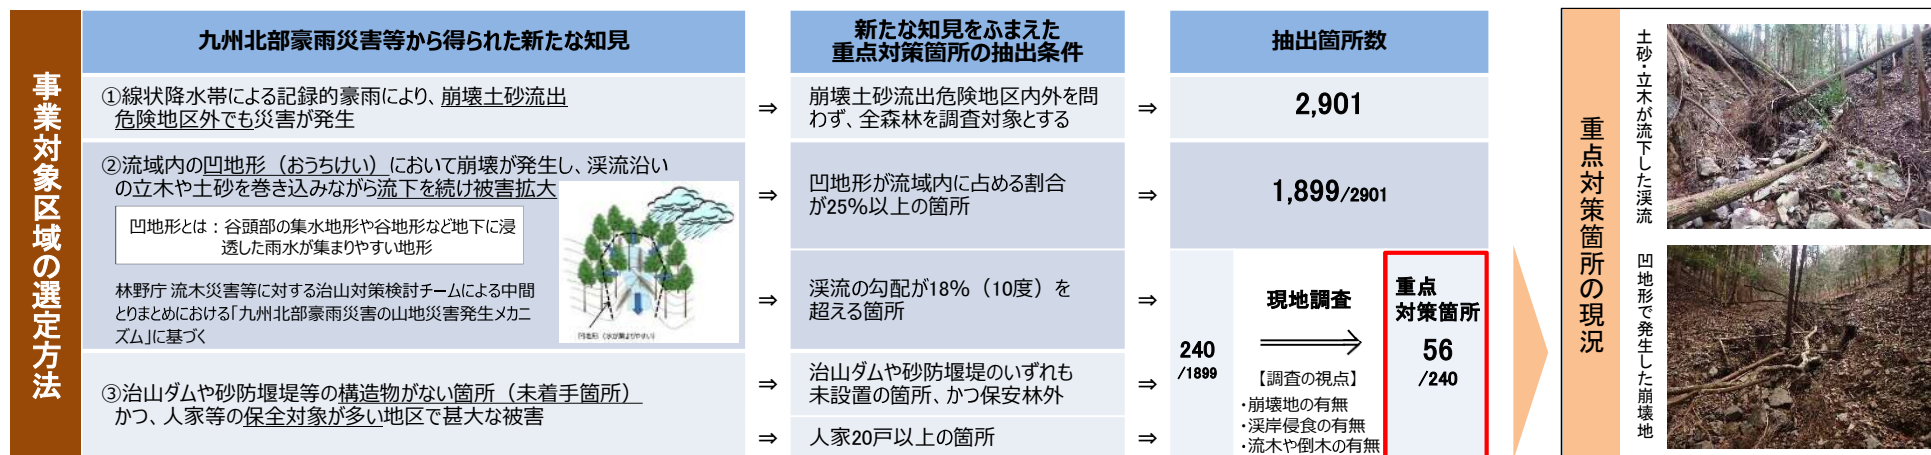 事業対象区域の選定方法
九州北部豪雨災害等から得られた新たな知見
①線状降水帯による記録的豪雨により、崩壊土砂流出
危険地区外でも災害が発生
②流域内の凹地形（おうちけい）において崩壊が発生し、渓流沿い
の立木や土砂を巻き込みながら流下を続け被害拡大
凹地形とは：谷頭部の集水地形や谷地形など地下に浸
透した雨水が集まりやすい地形
林野庁 流木災害等に対する治山対策検討チームによる中間
とりまとめにおける「九州北部豪雨災害の山地災害発生メカニ
ズム」に基づく
凹地形（水が集まりやすい）
③治山ダムや砂防堰堤等の構造物がない箇所（未着手箇所）
かつ、人家等の保全対象が多い地区で甚大な被害
新たな知見をふまえた
重点対策箇所の抽出条件
⇒ 崩壊土砂流出危険地区内外を問
わず、全森林を調査対象とする
⇒ 凹地形が流域内に占める割合
が25％以上の箇所
⇒ 渓流の勾配が18％（10度）を
超える箇所
⇒ 治山ダムや砂防堰堤のいずれも
未設置の箇所、かつ保安林外
⇒ 人家20戸以上の箇所
抽出箇所数
⇒ 2,901
⇒ 1,899/2901
⇒
⇒
⇒
240
/1899
現地調査
【調査の視点】
・崩壊地の有無
・渓岸侵食の有無
・流木や倒木の有無
重点
対策箇所
56
/240
重点対策箇所の現況
土砂・立木が流下した渓流
凹地形で発生した崩壊地